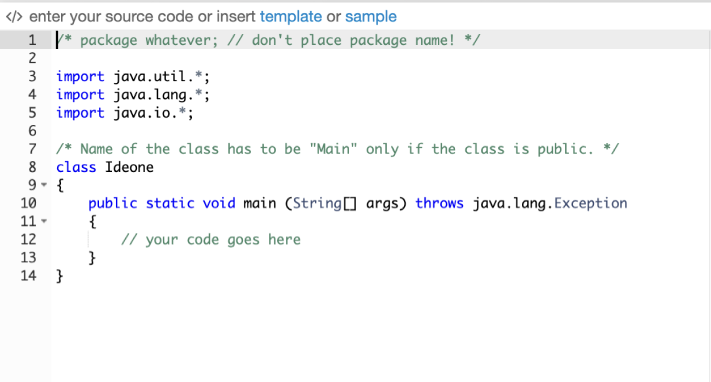 </> enter your source code or insert template or sample
1 /* package whatever; // don't place package name! */
2
3 import java.util.*;
4 import java.lang.*;
5 import java.io.*;
6
7 /* Name of the class has to be "Main" only if the class is public. */
8 class Ideone
9 {
10 public static void main (String[] args) throws java.lang.Exception
11 {
12 // your code goes here
13 }
14 }